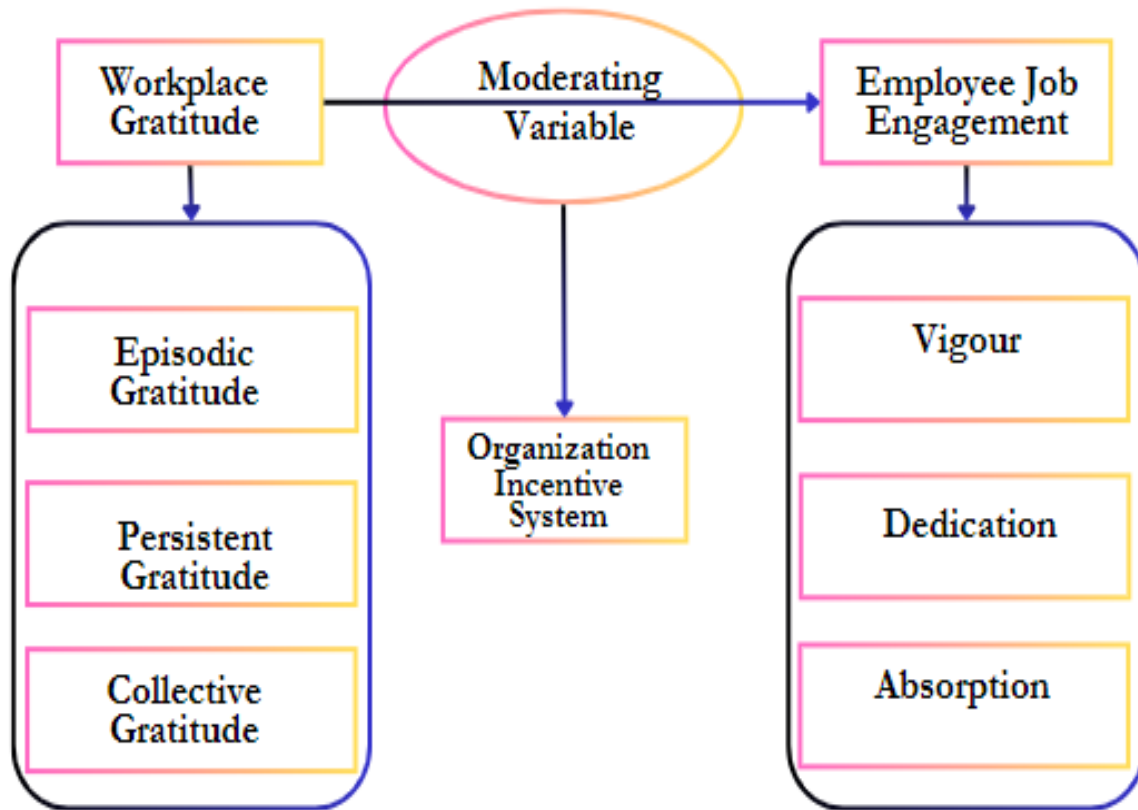 Workplace
Gratitude
Moderating
Variable
Employee Job
Engagement
Episodic
Gratitude
Persistent
Gratitude
Collective
Gratitude
Organization
Incentive
System
Vigour
Dedication
Absorption